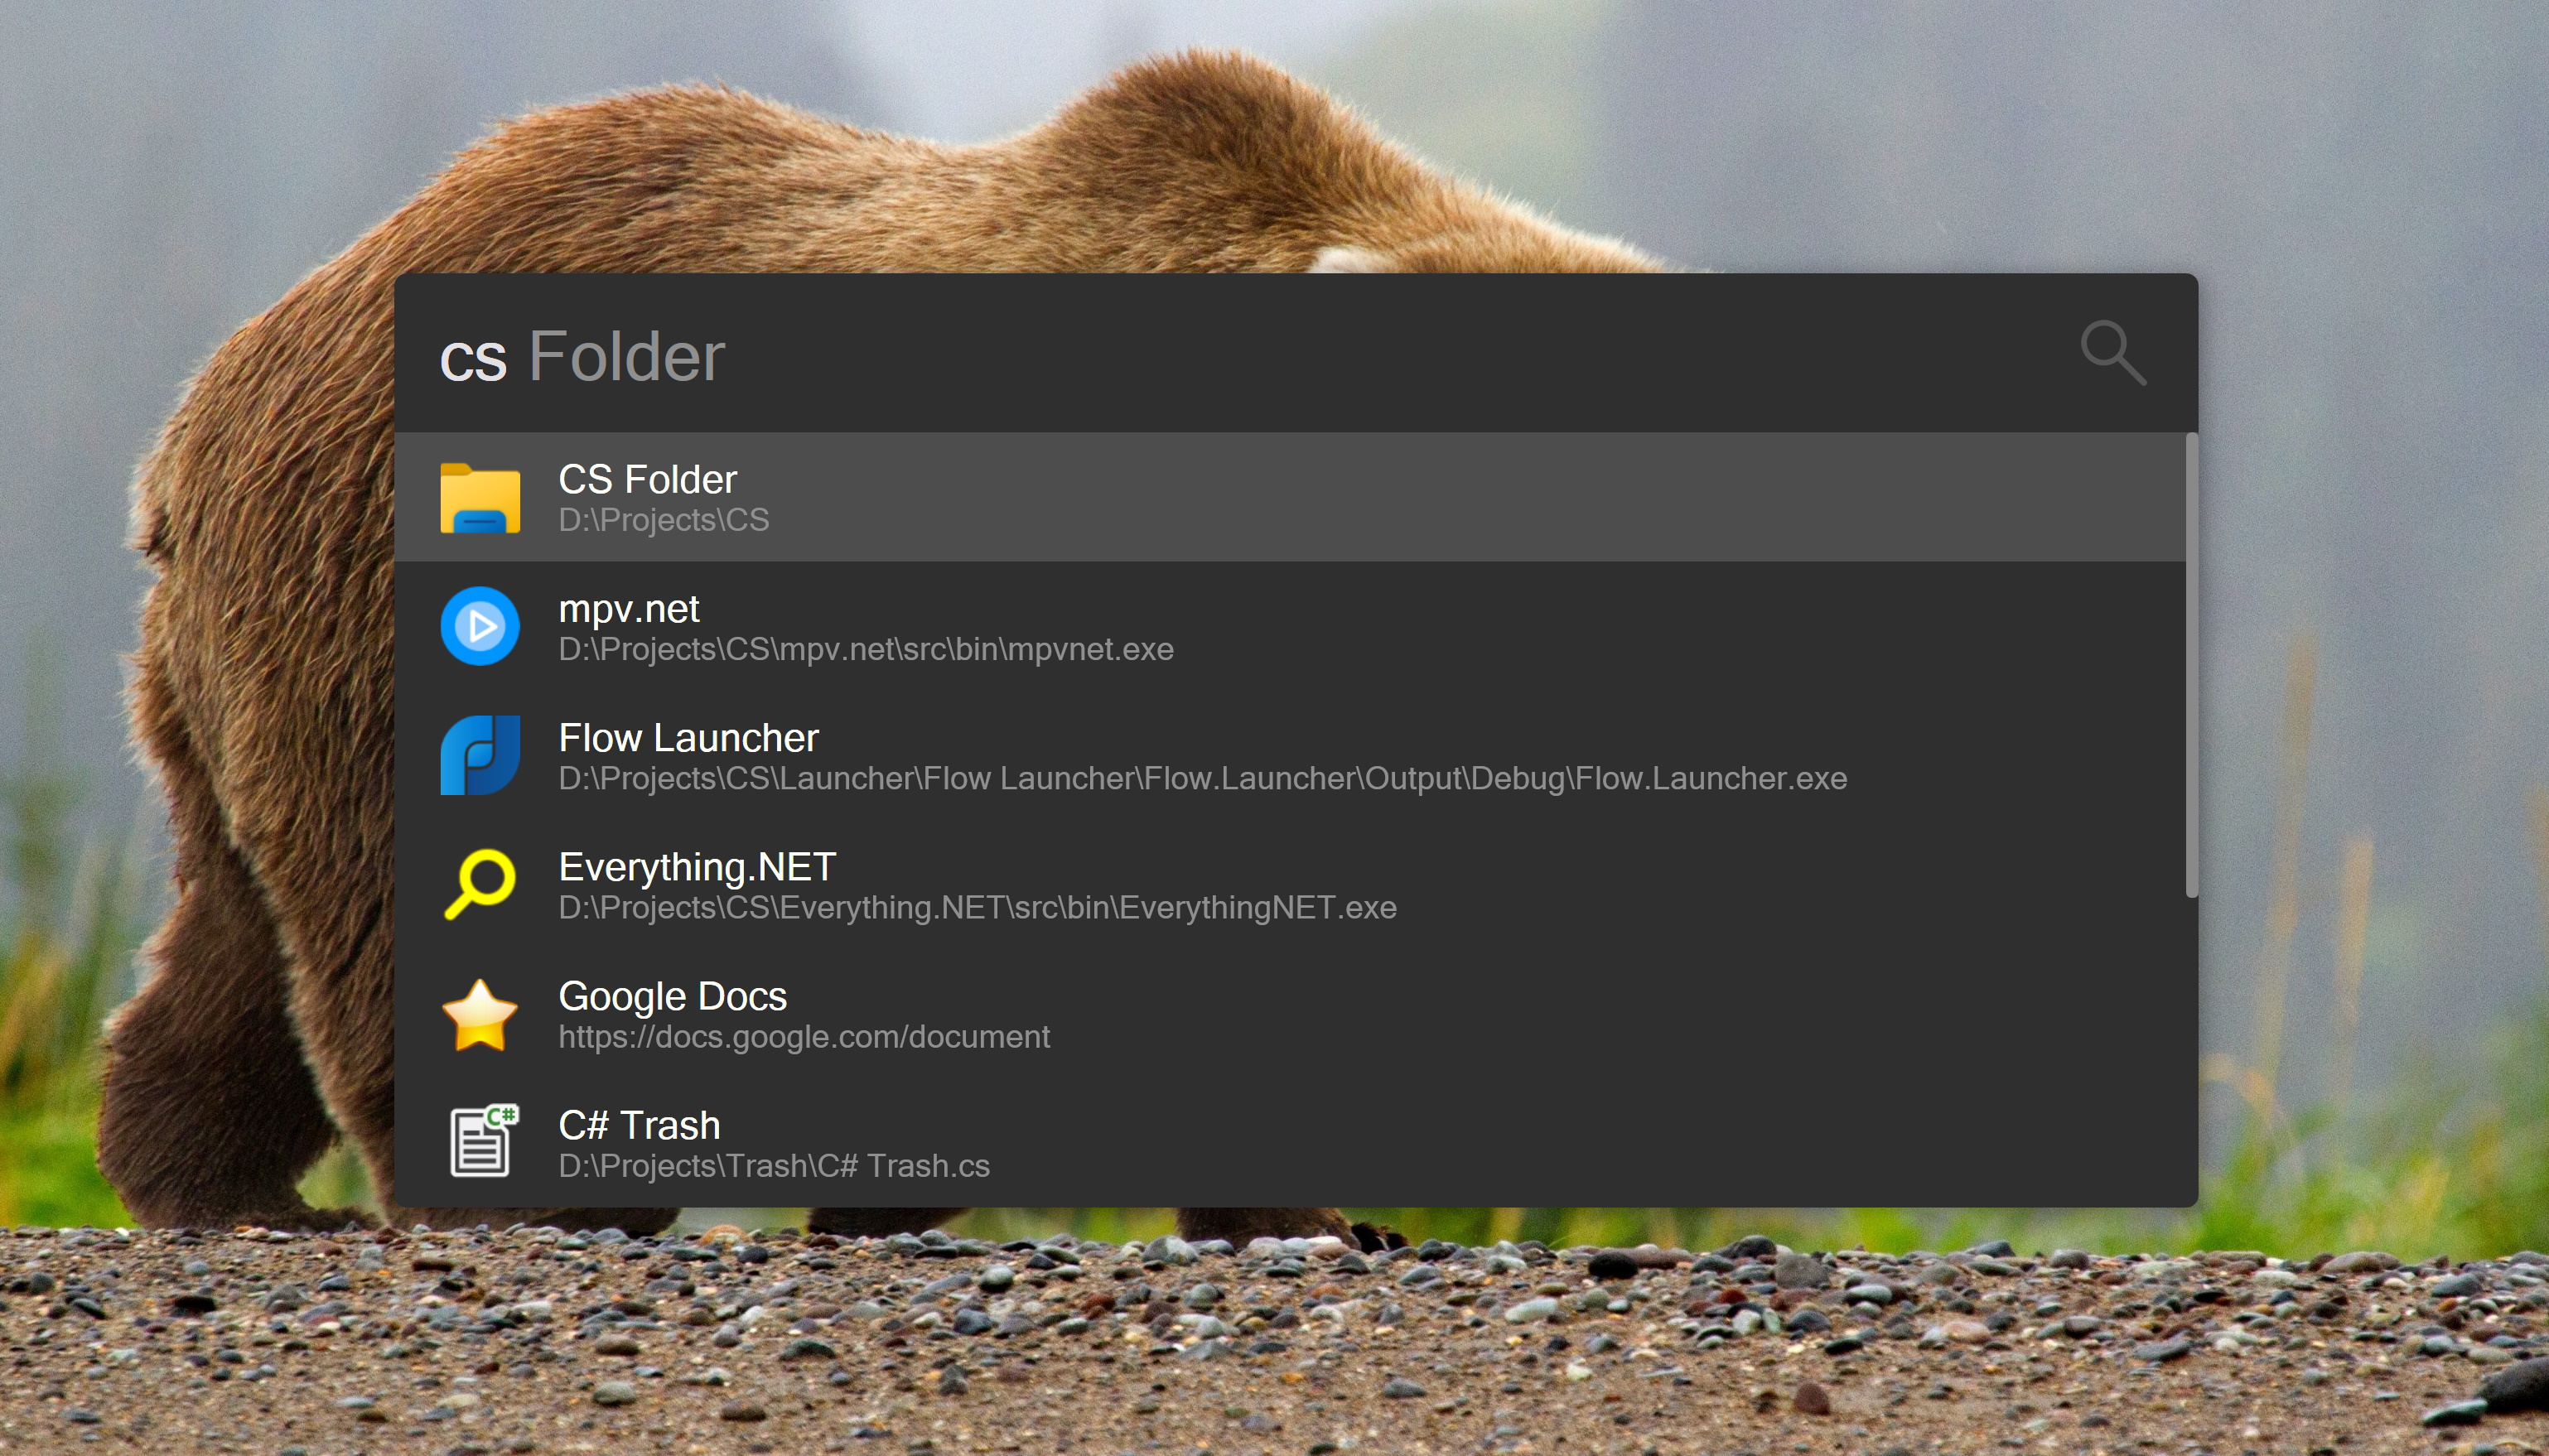 cs Folder
CS Folder
D:\Projects\CS
mpv.net
D:\Projects\CS\mpv.net\src\bin\mpvnet.exe
Flow Launcher
D:\Projects\CS\Launcher\Flow Launcher\Flow.Launcher\Output\Debug\Flow.Launcher.exe
Everything.NET
D:\Projects\CS\Everything.NET\src\bin\EverythingNET.exe
Google Docs
https://docs.google.com/document
C#
C# Trash
D:\Projects\Trash\C# Trash.cs